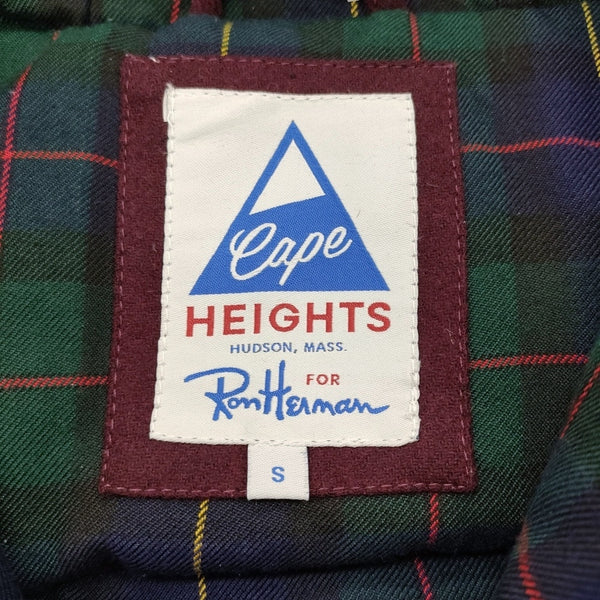 Cape
HEIGHTS
HUDSON, MASS.
FOR
Ron Herman
S